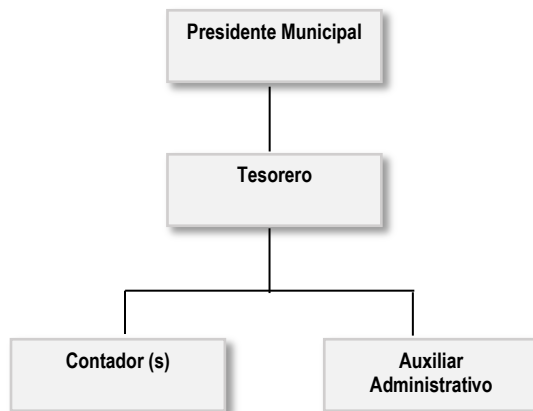 Presidente Municipal
Tesorero
Contador (s)
Auxiliar
Administrativo